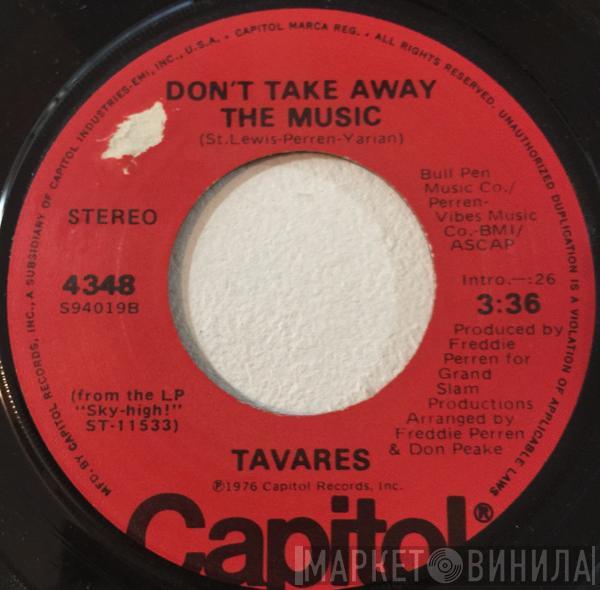 MFD. BY CAPITOL RECORDS, INC., A SUBSIDIARY OF CAPITOL INDUSTRIES-EMI, INC., U.S.A. • CAPITOL MARCA REG. • ALL RIGHTS RESERVED. UNAUTHORIZED DUPLICATION IS A VIOLATION OF APPLICABLE LAWS
DON'T TAKE AWAY
THE MUSIC
(St.Lewis-Perren-Yarian)
STEREO
4348
S94019B
(from the LP
"Sky-high!"
ST-11533)
Bull Pen
Music Co./
Perren-
Vibes Music
Co.-BMI/
ASCAP
Intro.—:26
3:36
Produced by
Freddie
Perren for
Grand
Slam
Productions
Arranged by
Freddie Perren
& Don Peake
TAVARES
℗1976 Capitol Records, Inc.
Capitol®
МАРКЕТ ВИНИЛА